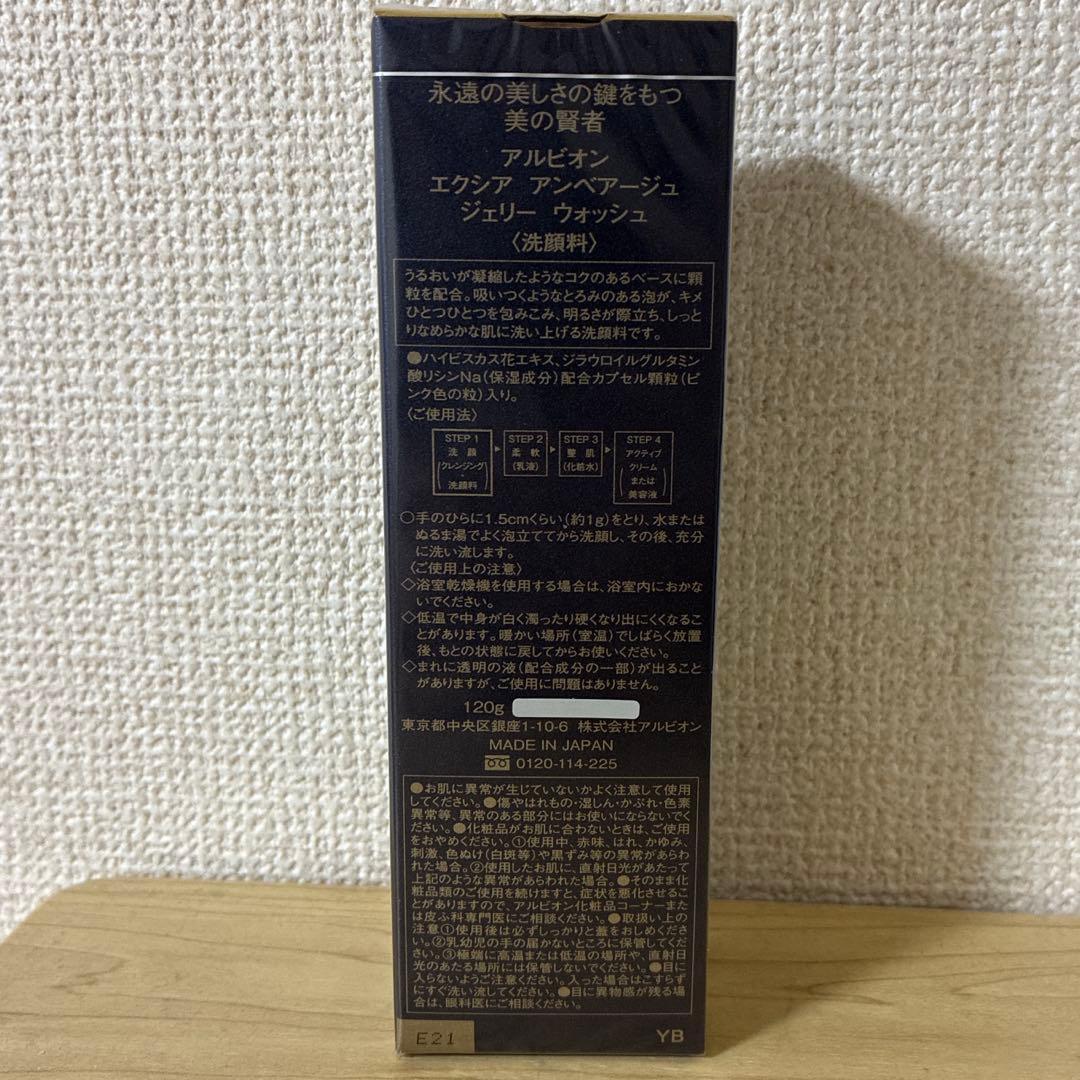 永遠の美しさの鍵をもつ
美の賢者
アルビオン
エクシア アンベアージュ
ジェリー ウォッシュ
〈洗顔料〉
うるおいが凝縮したようなコクのあるベースに顆
粒を配合。吸いつくようなとろみのある泡が、キメ
ひとつひとつを包みこみ、明るさが際立ち、しっと
りなめらかな肌に洗い上げる洗顔料です。
●ハイビスカス花エキス、ジラウロイルグルタミン
酸リシンNa(保湿成分)配合カプセル顆粒(ピ
ンク色の粒)入り。
〈ご使用法〉
STEP 1
洗顔
(クレンジング・
洗顔料)
STEP 2
柔軟
(乳液)
STEP 3
整肌
(化粧水)
STEP 4
アクティブ
クリーム
または
美容液
○手のひらに1.5cmくらい(約1g)をとり、水または
ぬるま湯でよく泡立ててから洗顔し、その後、充分
に洗い流します。
〈ご使用上の注意〉
◇浴室乾燥機を使用する場合は、浴室内におかな
いでください。
◇低温で中身が白く濁ったり硬くなり出にくくなるこ
とがあります。暖かい場所(室温)でしばらく放置
後、もとの状態に戻してからお使いください。
◇まれに透明の液(配合成分の一部)が出ること
がありますが、ご使用に問題はありません。
120g
東京都中央区銀座1-10-6 株式会社アルビオン
MADE IN JAPAN
0120-114-225
●お肌に異常が生じていないかよく注意して使用
してください。●傷やはれもの・湿しん・かぶれ・色素
異常等、異常のある部分にはお使いにならないでく
ださい。●化粧品がお肌に合わないときは、ご使用
をおやめください。①使用中、赤味、はれ、かゆみ、
刺激、色ぬけ(白斑等)や黒ずみ等の異常があらわ
れた場合。②使用したお肌に、直射日光があたって
上記のような異常があらわれた場合。●そのまま化
粧品類のご使用を続けますと、症状を悪化させるこ
とがありますので、アルビオン化粧品コーナーまた
は皮ふ科専門医にご相談ください。●取扱い上の
注意①使用後は必ずしっかりと蓋をおしめくださ
い。②乳幼児の手の届かないところに保管してくだ
さい。③極端に高温または低温の場所や、直射日
光のあたる場所には保管しないでください。●目に
入らないようご注意ください。入った場合はこすらず
にすぐ洗い流してください。●目に異物感が残る場
合は、眼科医にご相談ください。
E21
YB